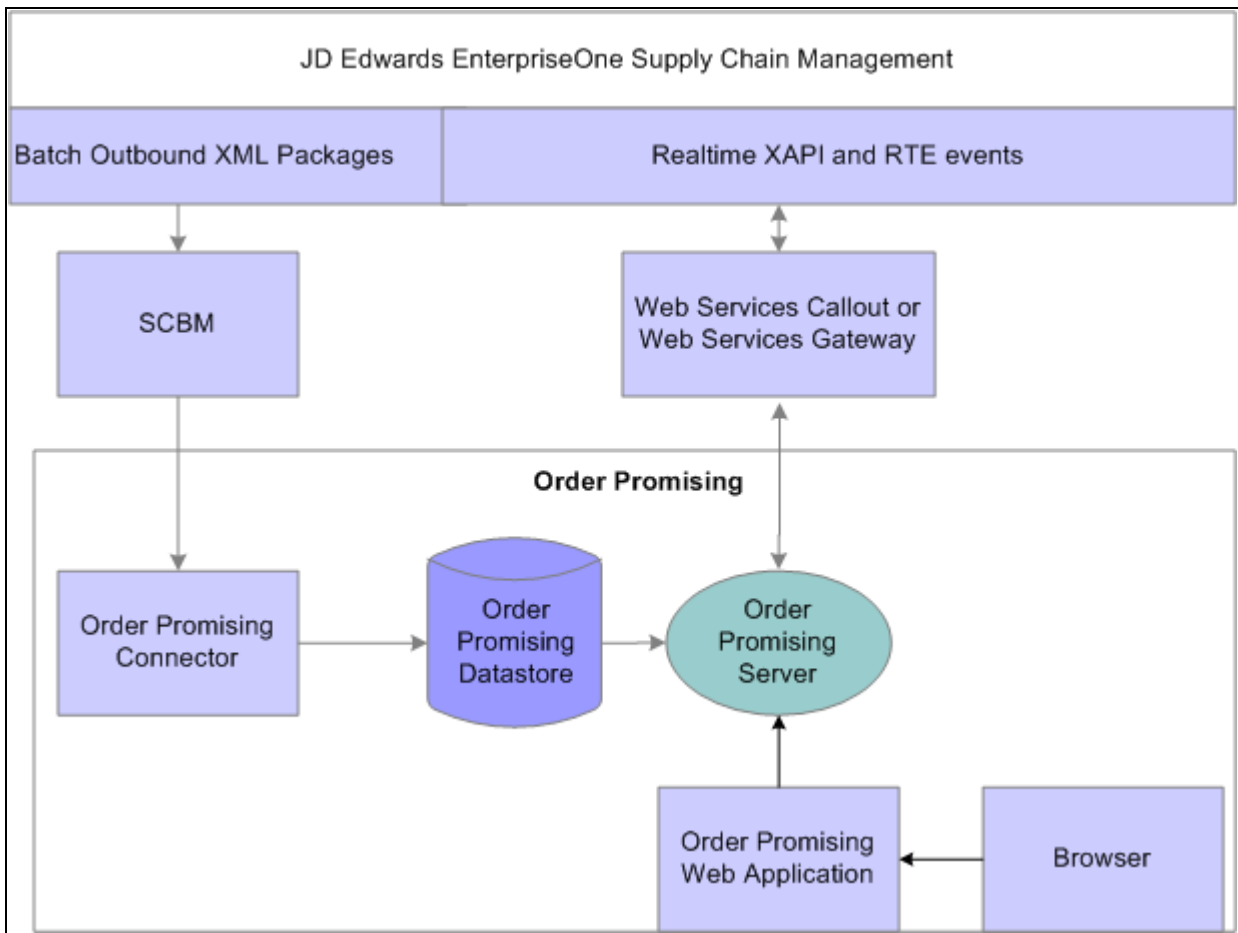 JD Edwards EnterpriseOne Supply Chain Management
Batch Outbound XML Packages
Realtime XAPI and RTE events
SCBM
Web Services Callout or
Web Services Gateway
Order Promising
Order Promising
Connector
Order
Promising
Datastore
Order
Promising
Server
Order Promising
Web Application
Browser